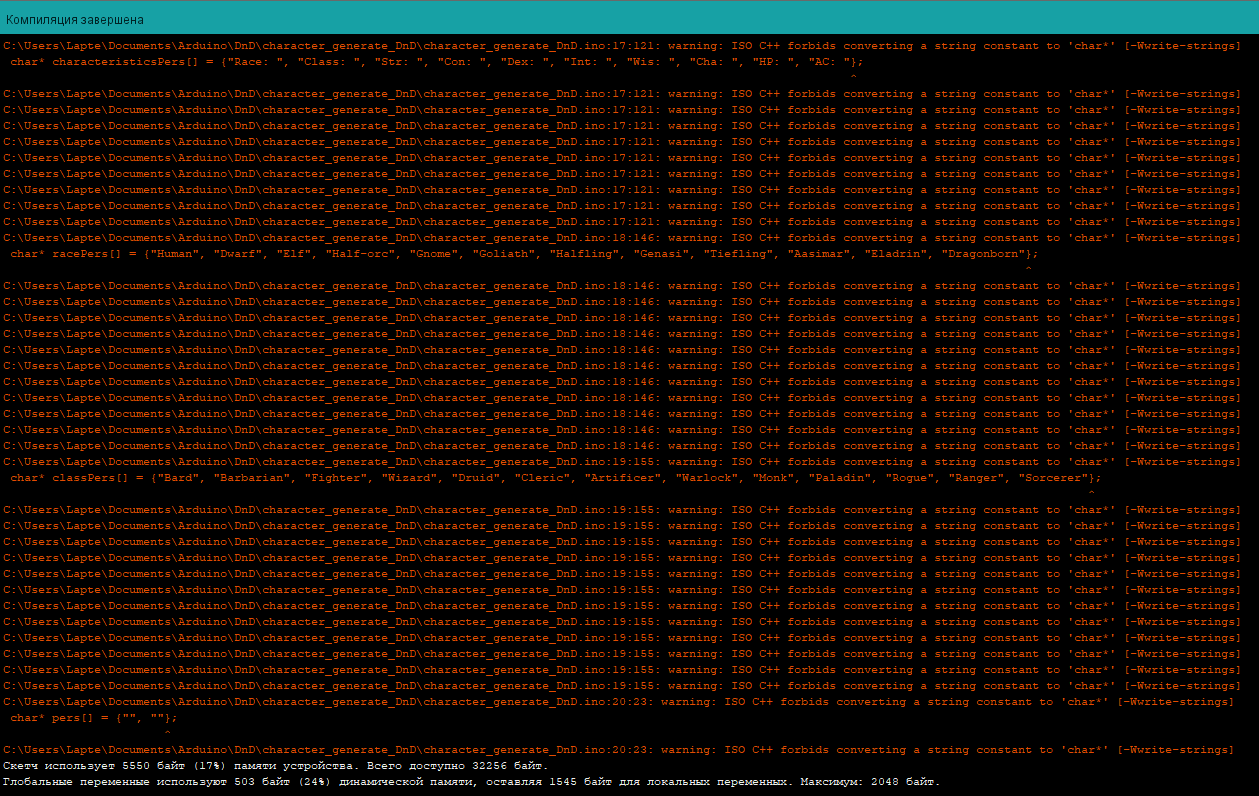 Компиляция завершена
C:\Users\Lapte\Documents\Arduino\DnD\character_generate_DnD\character_generate_DnD.ino:17:121: warning: ISO C++ forbids converting a string constant to 'char*' [-Wwrite-strings]
char* characteristicsPers[] = {"Race: ", "Class: ", "Str: ", "Con: ", "Dex: ", "Int: ", "Wis: ", "Cha: ", "HP: ", "AC: "};
^
C:\Users\Lapte\Documents\Arduino\DnD\character_generate_DnD\character_generate_DnD.ino:17:121: warning: ISO C++ forbids converting a string constant to 'char*' [-Wwrite-strings]
C:\Users\Lapte\Documents\Arduino\DnD\character_generate_DnD\character_generate_DnD.ino:17:121: warning: ISO C++ forbids converting a string constant to 'char*' [-Wwrite-strings]
C:\Users\Lapte\Documents\Arduino\DnD\character_generate_DnD\character_generate_DnD.ino:17:121: warning: ISO C++ forbids converting a string constant to 'char*' [-Wwrite-strings]
C:\Users\Lapte\Documents\Arduino\DnD\character_generate_DnD\character_generate_DnD.ino:17:121: warning: ISO C++ forbids converting a string constant to 'char*' [-Wwrite-strings]
C:\Users\Lapte\Documents\Arduino\DnD\character_generate_DnD\character_generate_DnD.ino:17:121: warning: ISO C++ forbids converting a string constant to 'char*' [-Wwrite-strings]
C:\Users\Lapte\Documents\Arduino\DnD\character_generate_DnD\character_generate_DnD.ino:17:121: warning: ISO C++ forbids converting a string constant to 'char*' [-Wwrite-strings]
C:\Users\Lapte\Documents\Arduino\DnD\character_generate_DnD\character_generate_DnD.ino:17:121: warning: ISO C++ forbids converting a string constant to 'char*' [-Wwrite-strings]
C:\Users\Lapte\Documents\Arduino\DnD\character_generate_DnD\character_generate_DnD.ino:17:121: warning: ISO C++ forbids converting a string constant to 'char*' [-Wwrite-strings]
C:\Users\Lapte\Documents\Arduino\DnD\character_generate_DnD\character_generate_DnD.ino:17:121: warning: ISO C++ forbids converting a string constant to 'char*' [-Wwrite-strings]
C:\Users\Lapte\Documents\Arduino\DnD\character_generate_DnD\character_generate_DnD.ino:18:146: warning: ISO C++ forbids converting a string constant to 'char*' [-Wwrite-strings]
char* racePers[] = {"Human", "Dwarf", "Elf", "Half-orc", "Gnome", "Goliath", "Halfling", "Genasi", "Tiefling", "Aasimar", "Eladrin", "Dragonborn"};
^
C:\Users\Lapte\Documents\Arduino\DnD\character_generate_DnD\character_generate_DnD.ino:18:146: warning: ISO C++ forbids converting a string constant to 'char*' [-Wwrite-strings]
C:\Users\Lapte\Documents\Arduino\DnD\character_generate_DnD\character_generate_DnD.ino:18:146: warning: ISO C++ forbids converting a string constant to 'char*' [-Wwrite-strings]
C:\Users\Lapte\Documents\Arduino\DnD\character_generate_DnD\character_generate_DnD.ino:18:146: warning: ISO C++ forbids converting a string constant to 'char*' [-Wwrite-strings]
C:\Users\Lapte\Documents\Arduino\DnD\character_generate_DnD\character_generate_DnD.ino:18:146: warning: ISO C++ forbids converting a string constant to 'char*' [-Wwrite-strings]
C:\Users\Lapte\Documents\Arduino\DnD\character_generate_DnD\character_generate_DnD.ino:18:146: warning: ISO C++ forbids converting a string constant to 'char*' [-Wwrite-strings]
C:\Users\Lapte\Documents\Arduino\DnD\character_generate_DnD\character_generate_DnD.ino:18:146: warning: ISO C++ forbids converting a string constant to 'char*' [-Wwrite-strings]
C:\Users\Lapte\Documents\Arduino\DnD\character_generate_DnD\character_generate_DnD.ino:18:146: warning: ISO C++ forbids converting a string constant to 'char*' [-Wwrite-strings]
C:\Users\Lapte\Documents\Arduino\DnD\character_generate_DnD\character_generate_DnD.ino:18:146: warning: ISO C++ forbids converting a string constant to 'char*' [-Wwrite-strings]
C:\Users\Lapte\Documents\Arduino\DnD\character_generate_DnD\character_generate_DnD.ino:18:146: warning: ISO C++ forbids converting a string constant to 'char*' [-Wwrite-strings]
C:\Users\Lapte\Documents\Arduino\DnD\character_generate_DnD\character_generate_DnD.ino:18:146: warning: ISO C++ forbids converting a string constant to 'char*' [-Wwrite-strings]
C:\Users\Lapte\Documents\Arduino\DnD\character_generate_DnD\character_generate_DnD.ino:18:146: warning: ISO C++ forbids converting a string constant to 'char*' [-Wwrite-strings]
C:\Users\Lapte\Documents\Arduino\DnD\character_generate_DnD\character_generate_DnD.ino:19:155: warning: ISO C++ forbids converting a string constant to 'char*' [-Wwrite-strings]
char* classPers[] = {"Bard", "Barbarian", "Fighter", "Wizard", "Druid", "Cleric", "Artificer", "Warlock", "Monk", "Paladin", "Rogue", "Ranger", "Sorcerer"};
^
C:\Users\Lapte\Documents\Arduino\DnD\character_generate_DnD\character_generate_DnD.ino:19:155: warning: ISO C++ forbids converting a string constant to 'char*' [-Wwrite-strings]
C:\Users\Lapte\Documents\Arduino\DnD\character_generate_DnD\character_generate_DnD.ino:19:155: warning: ISO C++ forbids converting a string constant to 'char*' [-Wwrite-strings]
C:\Users\Lapte\Documents\Arduino\DnD\character_generate_DnD\character_generate_DnD.ino:19:155: warning: ISO C++ forbids converting a string constant to 'char*' [-Wwrite-strings]
C:\Users\Lapte\Documents\Arduino\DnD\character_generate_DnD\character_generate_DnD.ino:19:155: warning: ISO C++ forbids converting a string constant to 'char*' [-Wwrite-strings]
C:\Users\Lapte\Documents\Arduino\DnD\character_generate_DnD\character_generate_DnD.ino:19:155: warning: ISO C++ forbids converting a string constant to 'char*' [-Wwrite-strings]
C:\Users\Lapte\Documents\Arduino\DnD\character_generate_DnD\character_generate_DnD.ino:19:155: warning: ISO C++ forbids converting a string constant to 'char*' [-Wwrite-strings]
C:\Users\Lapte\Documents\Arduino\DnD\character_generate_DnD\character_generate_DnD.ino:19:155: warning: ISO C++ forbids converting a string constant to 'char*' [-Wwrite-strings]
C:\Users\Lapte\Documents\Arduino\DnD\character_generate_DnD\character_generate_DnD.ino:19:155: warning: ISO C++ forbids converting a string constant to 'char*' [-Wwrite-strings]
C:\Users\Lapte\Documents\Arduino\DnD\character_generate_DnD\character_generate_DnD.ino:19:155: warning: ISO C++ forbids converting a string constant to 'char*' [-Wwrite-strings]
C:\Users\Lapte\Documents\Arduino\DnD\character_generate_DnD\character_generate_DnD.ino:19:155: warning: ISO C++ forbids converting a string constant to 'char*' [-Wwrite-strings]
C:\Users\Lapte\Documents\Arduino\DnD\character_generate_DnD\character_generate_DnD.ino:19:155: warning: ISO C++ forbids converting a string constant to 'char*' [-Wwrite-strings]
C:\Users\Lapte\Documents\Arduino\DnD\character_generate_DnD\character_generate_DnD.ino:19:155: warning: ISO C++ forbids converting a string constant to 'char*' [-Wwrite-strings]
C:\Users\Lapte\Documents\Arduino\DnD\character_generate_DnD\character_generate_DnD.ino:20:23: warning: ISO C++ forbids converting a string constant to 'char*' [-Wwrite-strings]
char* pers[] = {"", ""};
^
C:\Users\Lapte\Documents\Arduino\DnD\character_generate_DnD\character_generate_DnD.ino:20:23: warning: ISO C++ forbids converting a string constant to 'char*' [-Wwrite-strings]
Скетч использует 5550 байт (17%) памяти устройства. Всего доступно 32256 байт.
Глобальные переменные используют 503 байт (24%) динамической памяти, оставляя 1545 байт для локальных переменных. Максимум: 2048 байт.